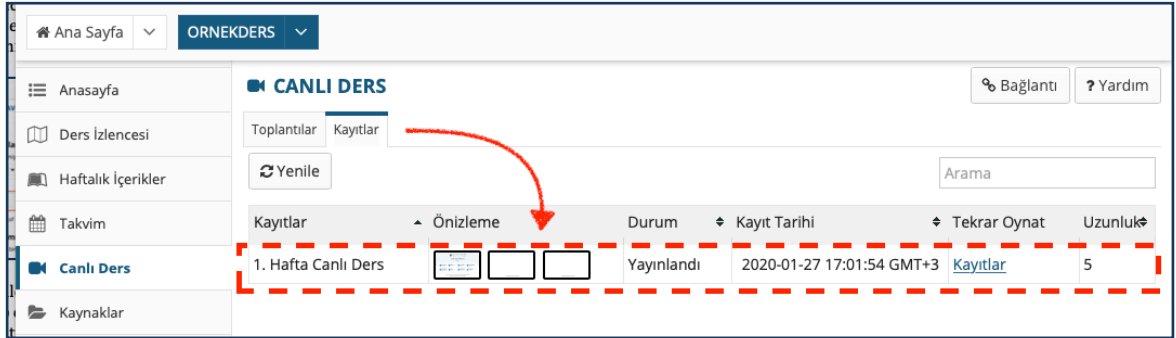 Ana Sayfa
ORNEKDERS
Anasayfa
Ders İzlencesi
Haftalık İçerikler
Takvim
Canlı Ders
Kaynaklar
CANLI DERS
Bağlantı
? Yardım
Toplantılar Kayıtlar
Yenile
Arama
Kayıtlar Önizleme Durum Kayıt Tarihi Tekrar Oynat Uzunluk
1. Hafta Canlı Ders Yayınlandı 2020-01-27 17:01:54 GMT+3 Kayıtlar 5